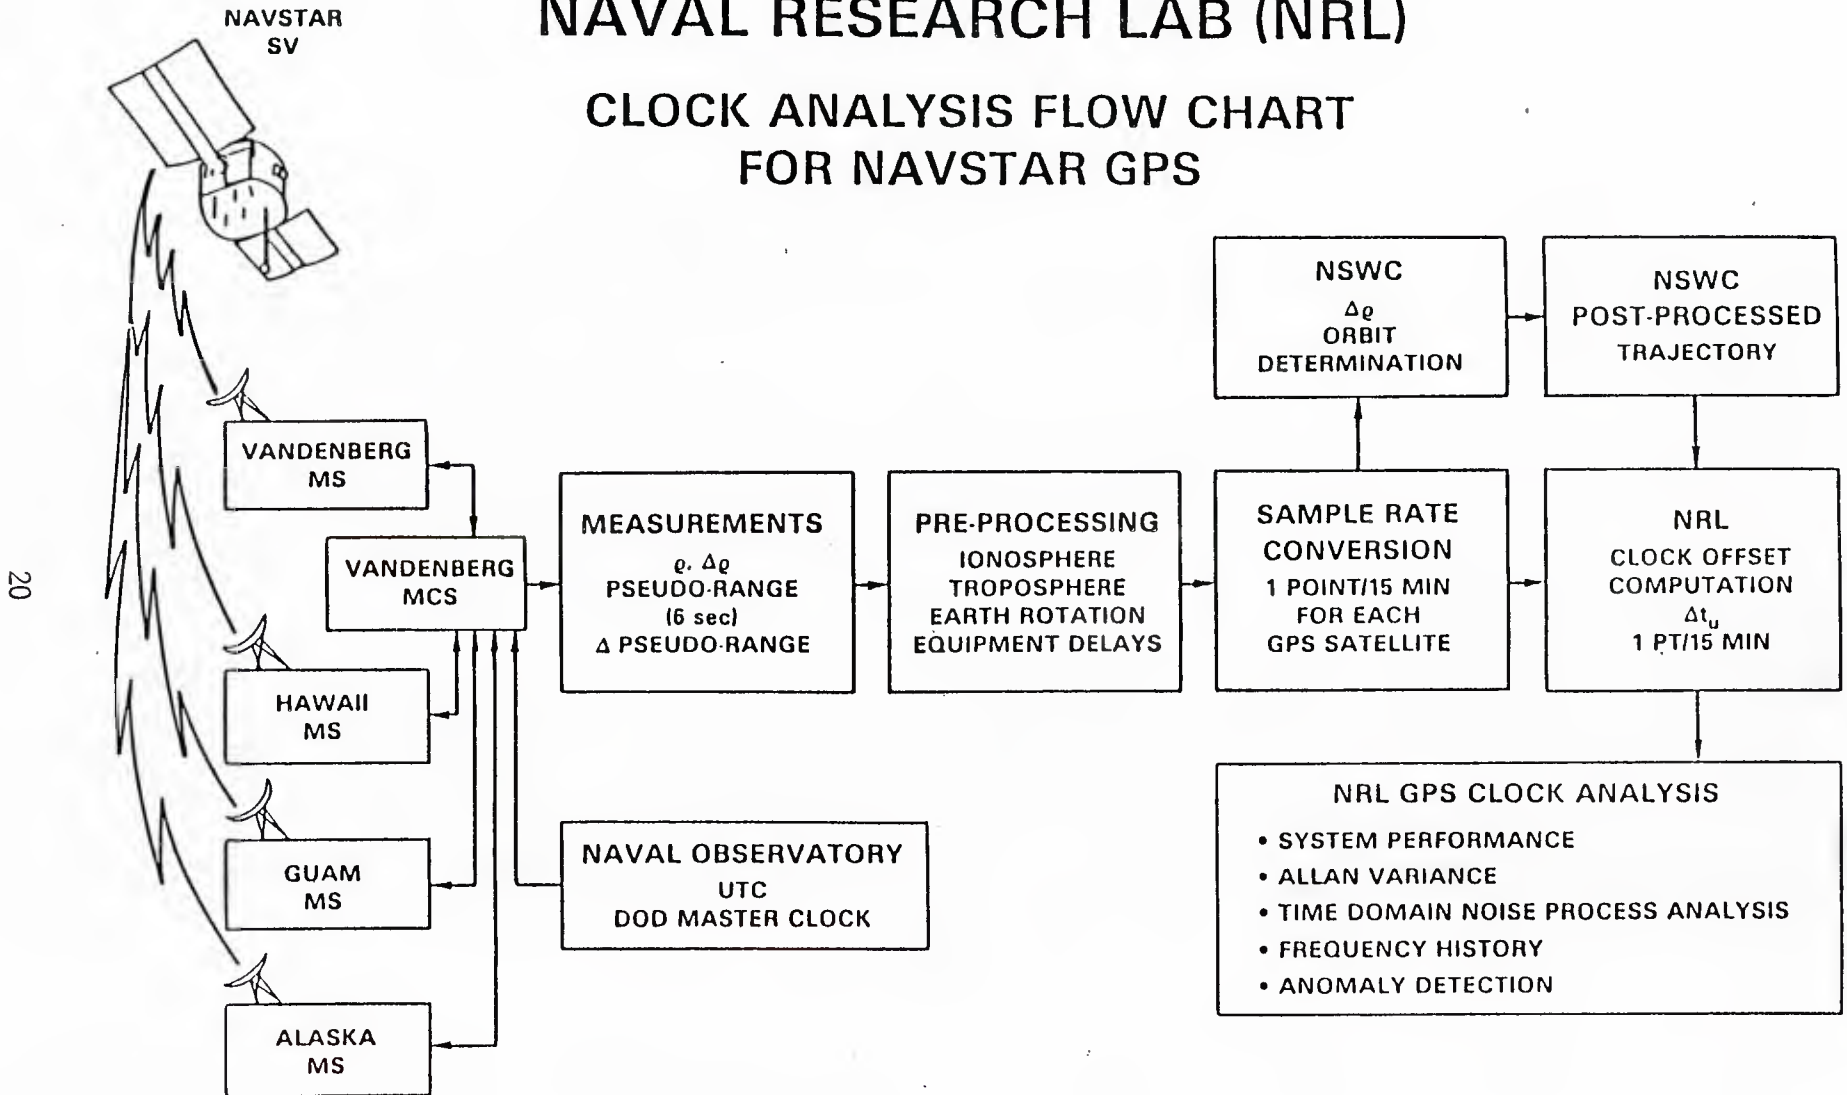 NAVSTAR
SV
NAVAL RESEARCH LAB (NRL)
CLOCK ANALYSIS FLOW CHART
FOR NAVSTAR GPS
VANDENBERG
MS
VANDENBERG
MCS
HAWAII
MS
GUAM
MS
ALASKA
MS
MEASUREMENTS
ϱ, Δϱ
PSEUDO-RANGE
(6 sec)
Δ PSEUDO-RANGE
PRE-PROCESSING
IONOSPHERE
TROPOSPHERE
EARTH ROTATION
EQUIPMENT DELAYS
SAMPLE RATE
CONVERSION
1 POINT/15 MIN
FOR EACH
GPS SATELLITE
NSWC
Δϱ
ORBIT
DETERMINATION
NSWC
POST-PROCESSED
TRAJECTORY
NRL
CLOCK OFFSET
COMPUTATION
Δtᵤ
1 PT/15 MIN
NAVAL OBSERVATORY
UTC
DOD MASTER CLOCK
NRL GPS CLOCK ANALYSIS
• SYSTEM PERFORMANCE
• ALLAN VARIANCE
• TIME DOMAIN NOISE PROCESS ANALYSIS
• FREQUENCY HISTORY
• ANOMALY DETECTION
20